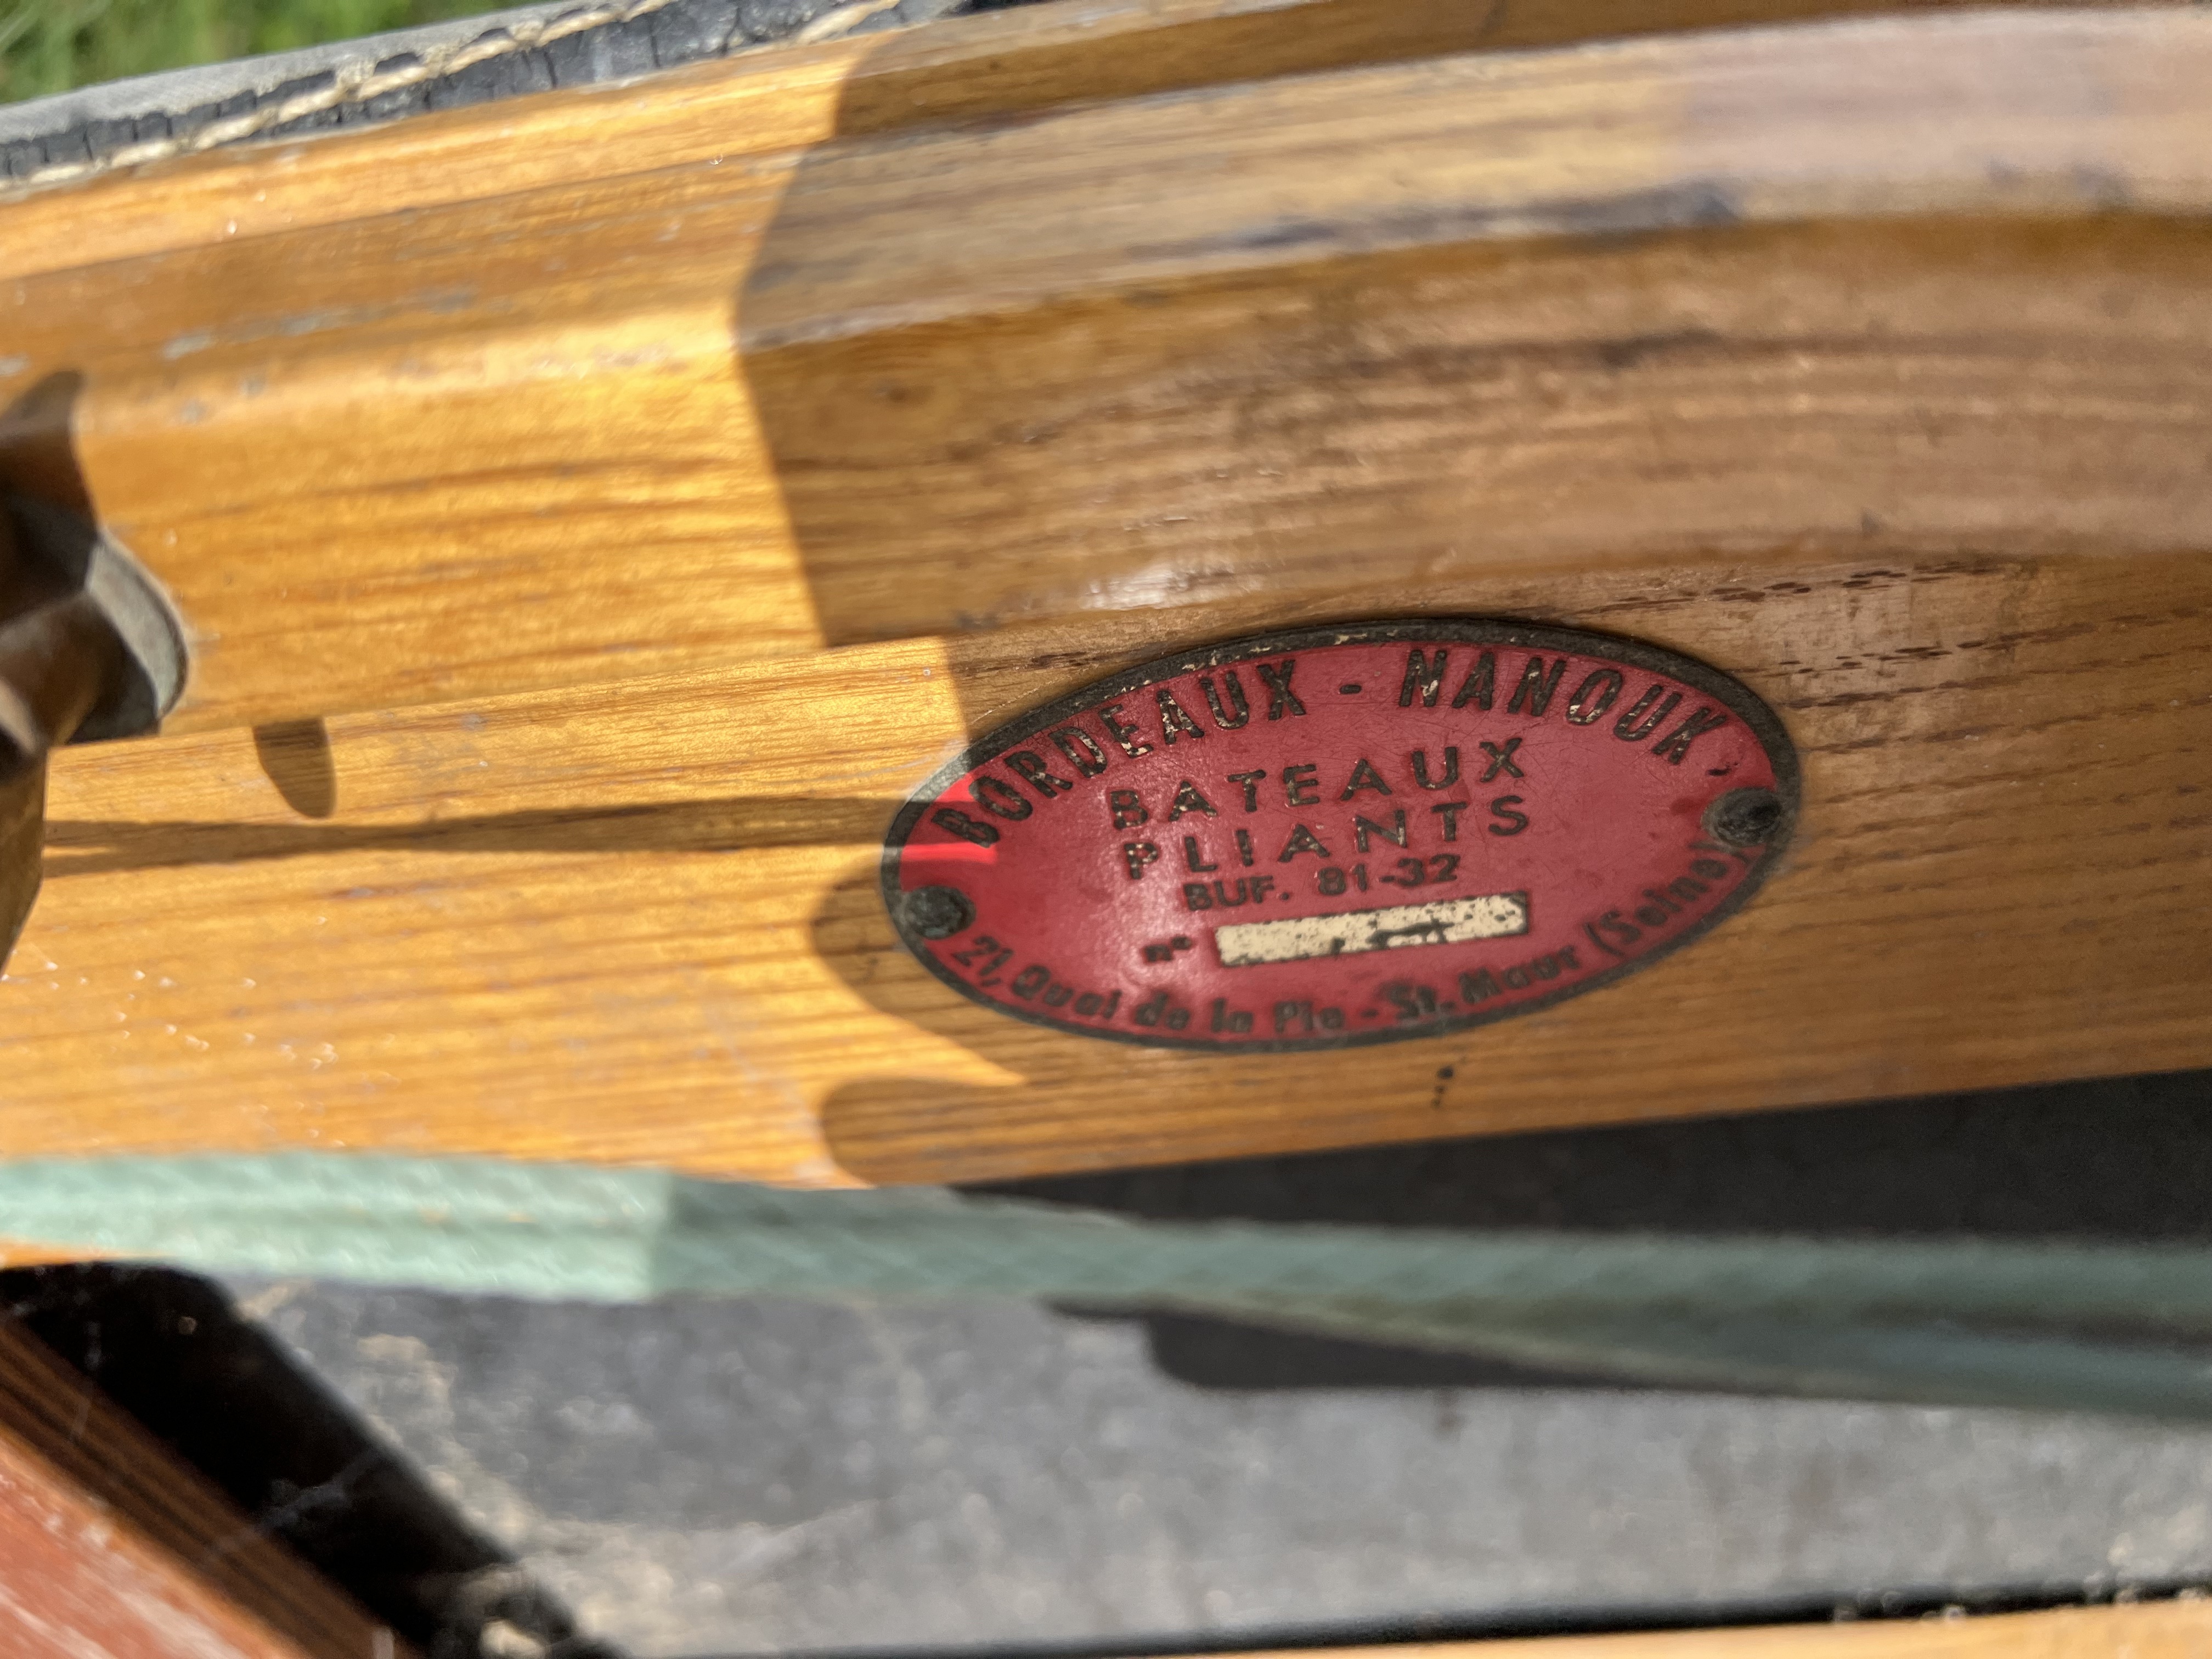 BORDEAUX - NANOUK
BATEAUX
PLIANTS
BUF. 81-32
n°
21, Quai de la Pie - St. Maur (Seine)